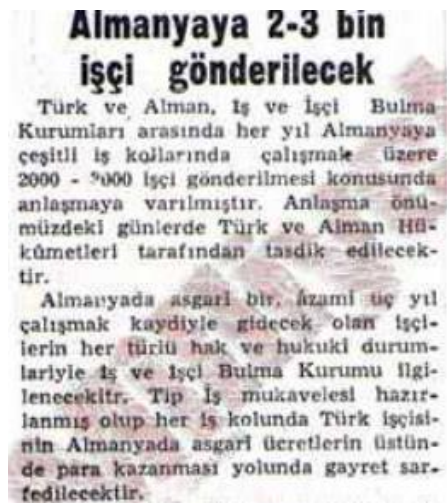 Almanyaya 2-3 bin
işçi gönderilecek
Türk ve Alman, İş ve İşçi Bulma
Kurumları arasında her yıl Almanyaya
çeşitli iş kollarında çalışmak üzere
2000 - 3000 işçi gönderilmesi konusunda
anlaşmaya varılmıştır. Anlaşma önü-
müzdeki günlerde Türk ve Alman Hü-
kûmetleri tarafından tasdik edilecek-
tir.
Almanyada asgari bir, âzami üç yıl
çalışmak kaydiyle gidecek olan işçi-
lerin her türlü hak ve hukuki durum-
lariyle İş ve İşçi Bulma Kurumu ilgi-
lenecekitr. Tip İş mukavelesi hazır-
lanmış olup her iş kolunda Türk işçisi-
nin Almanyada asgari ücretlerin üstün-
de para kazanması yolunda gayret sar-
fedilecektir.